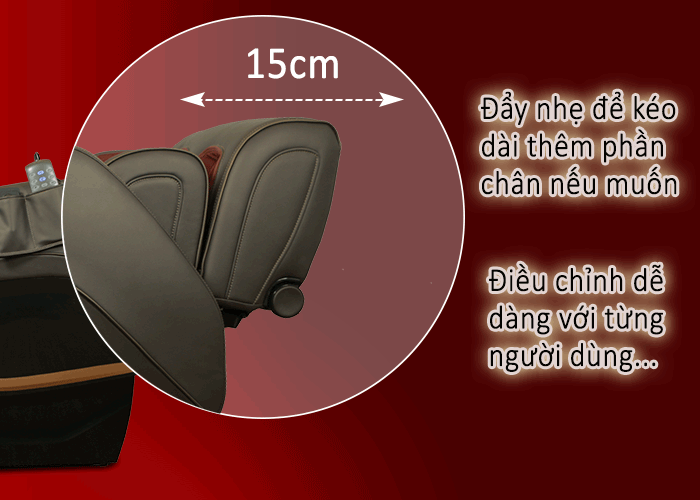 15cm
Đẩy nhẹ để kéo
dài thêm phần
chân nếu muốn
Điều chỉnh dễ
dàng với từng
người dùng...